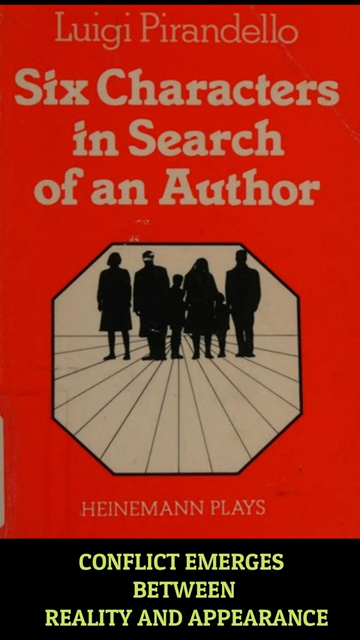 Luigi Pirandello
Six Characters
in Search
of an Author
HEINEMANN PLAYS
CONFLICT EMERGES
BETWEEN
REALITY AND APPEARANCE